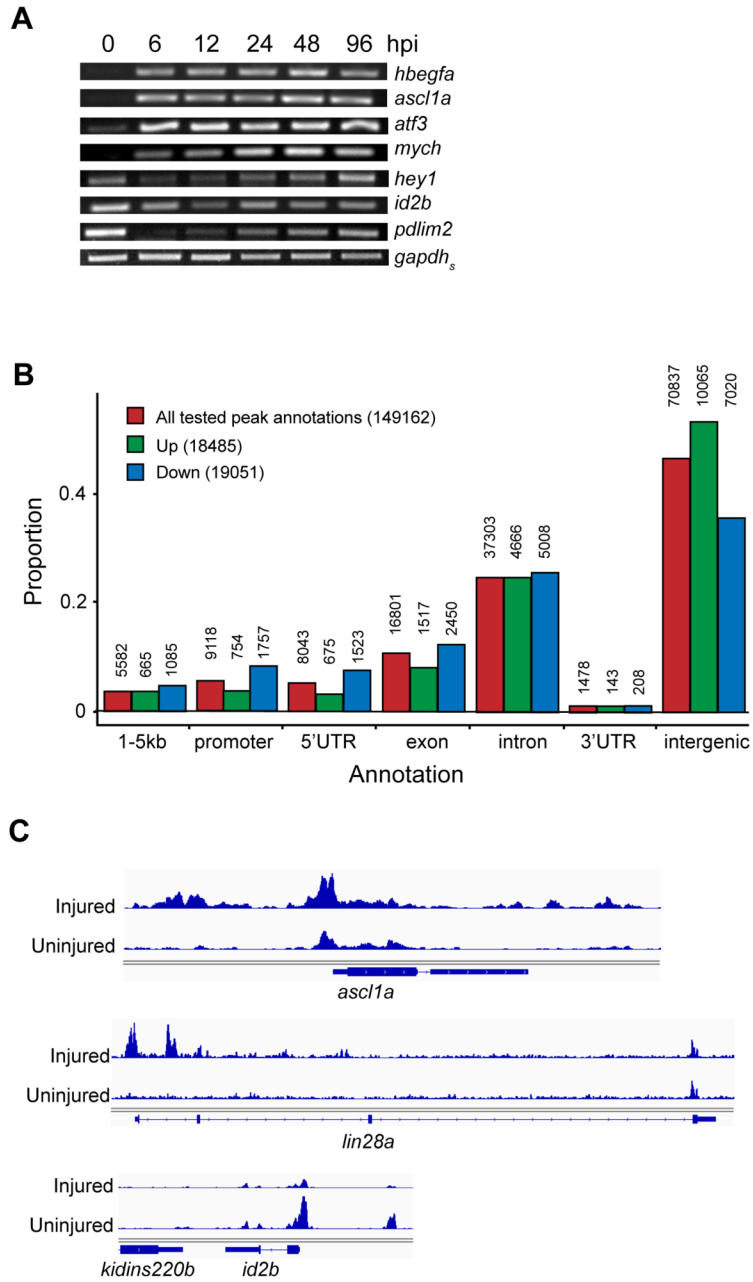 A
0 6 12 24 48 96 hpi
hbegfa
ascl1a
atf3
mych
hey1
id2b
pdlim2
gapdhs
B
All tested peak annotations (149162)
Up (18485)
Down (19051)
Proportion
0.4
0.2
0
5582 665 1085
9118 754 1757
8043 675 1523
16801 1517 2450
37303 4666 5008
1478 143 208
70837 10065 7020
1-5kb promoter 5'UTR exon intron 3'UTR intergenic
Annotation
C
Injured
Uninjured
ascl1a
Injured
Uninjured
lin28a
Injured
Uninjured
kidins220b id2b